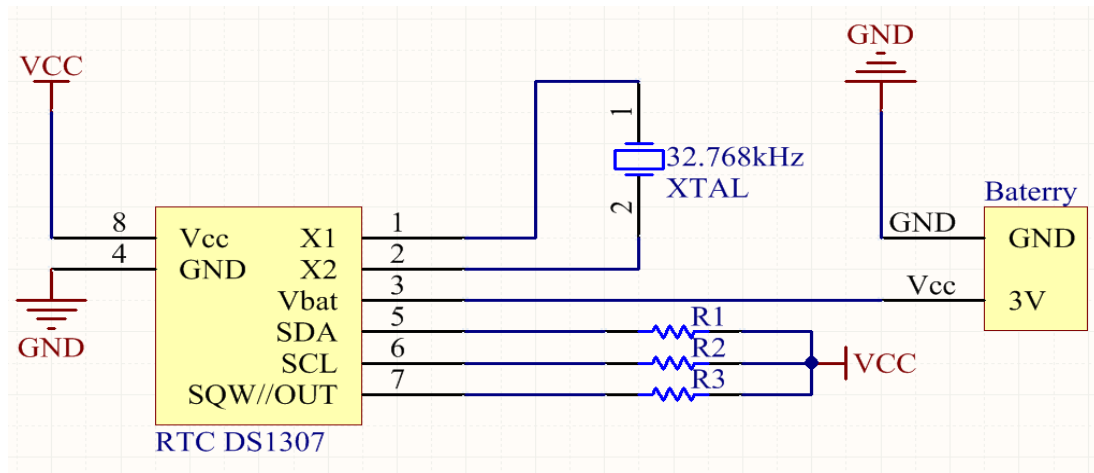 VCC
GND
1
32.768kHz
XTAL
2
Baterry
8
1
GND
Vcc
X1
GND
4
2
GND
X2
3
Vcc
Vbat
3V
GND
5
R1
SDA
6
R2
SCL
VCC
7
R3
SQW//OUT
RTC DS1307